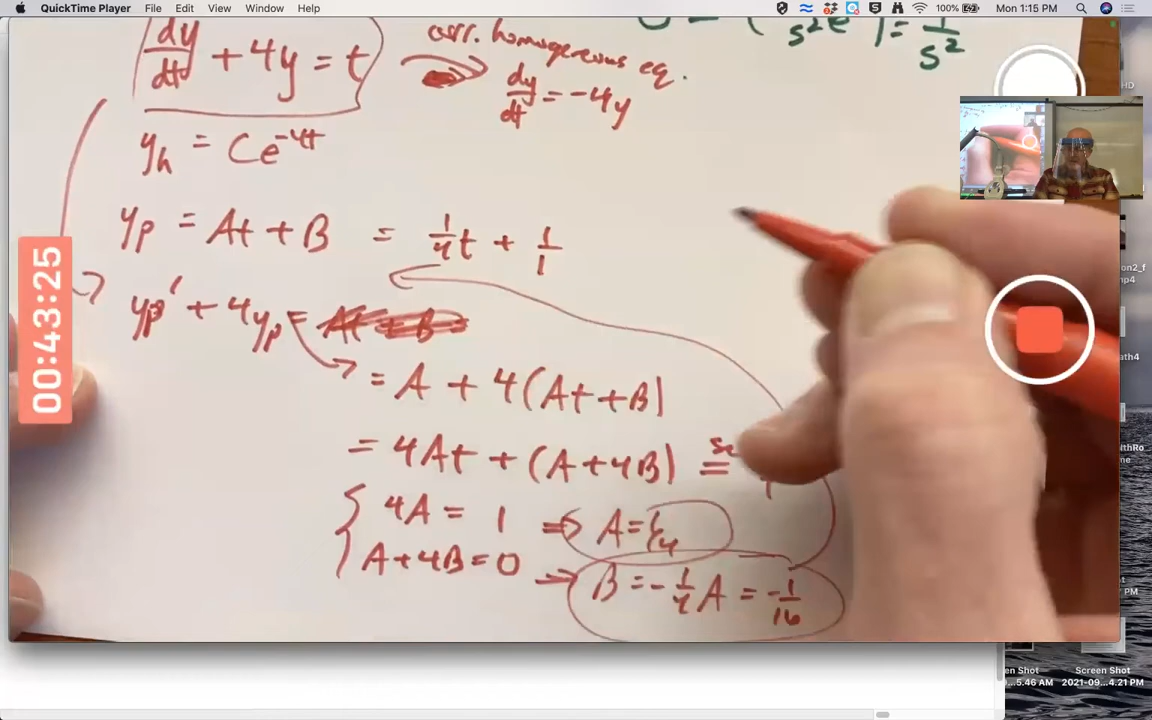 QuickTime Player File Edit View Window Help 100% Mon 1:15 PM
dy/dt + 4y = t
corr. homogeneous eq.
dy/dt = -4y
= 1/s²
y_h = Ce^-4t
y_p = At + B = 1/4 t + 1/1
00:43:25
y_p' + 4y_p =
= A + 4(At + B)
= 4At + (A + 4B) =
4A = 1 ⇒ A = 1/4
A + 4B = 0 → B = -1/4 A = -1/16
Screen Shot
2021-09...4.21 PM